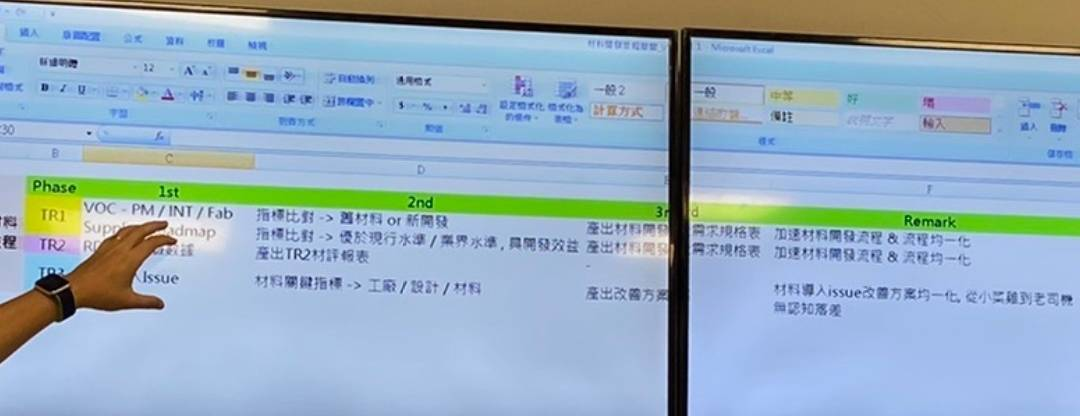 插入 版面配置 公式 資料 校閱 檢視
1 - Microsoft Excel
新細明體 12 自動換列 通用格式 一般 2 一般 中等 好 壞
B I U 跨欄置中 $ % 設定格式化的條件 格式化為表格 計算方式 備註 說明文字 輸入 插入 刪除
字型 對齊方式 數值 樣式 儲存格
30 fx
B C D F
Phase 1st 2nd 3rd Remark
TR1 VOC - PM / INT / Fab 指標比對 -> 舊材料 or 新開發 產出材料開發需求規格表 加速材料開發流程 & 流程均一化
admap 指標比對 -> 優於現行水準 / 業界水準, 具開發效益 產出材料開發需求規格表 加速材料開發流程 & 流程均一化
程 TR2 數據 產出TR2材評報表 -
TR3 Issue 材料關鍵指標 -> 工廠 / 設計 / 材料 產出改善方案 材料導入issue改善方案均一化, 從小菜雞到老司機
無認知落差